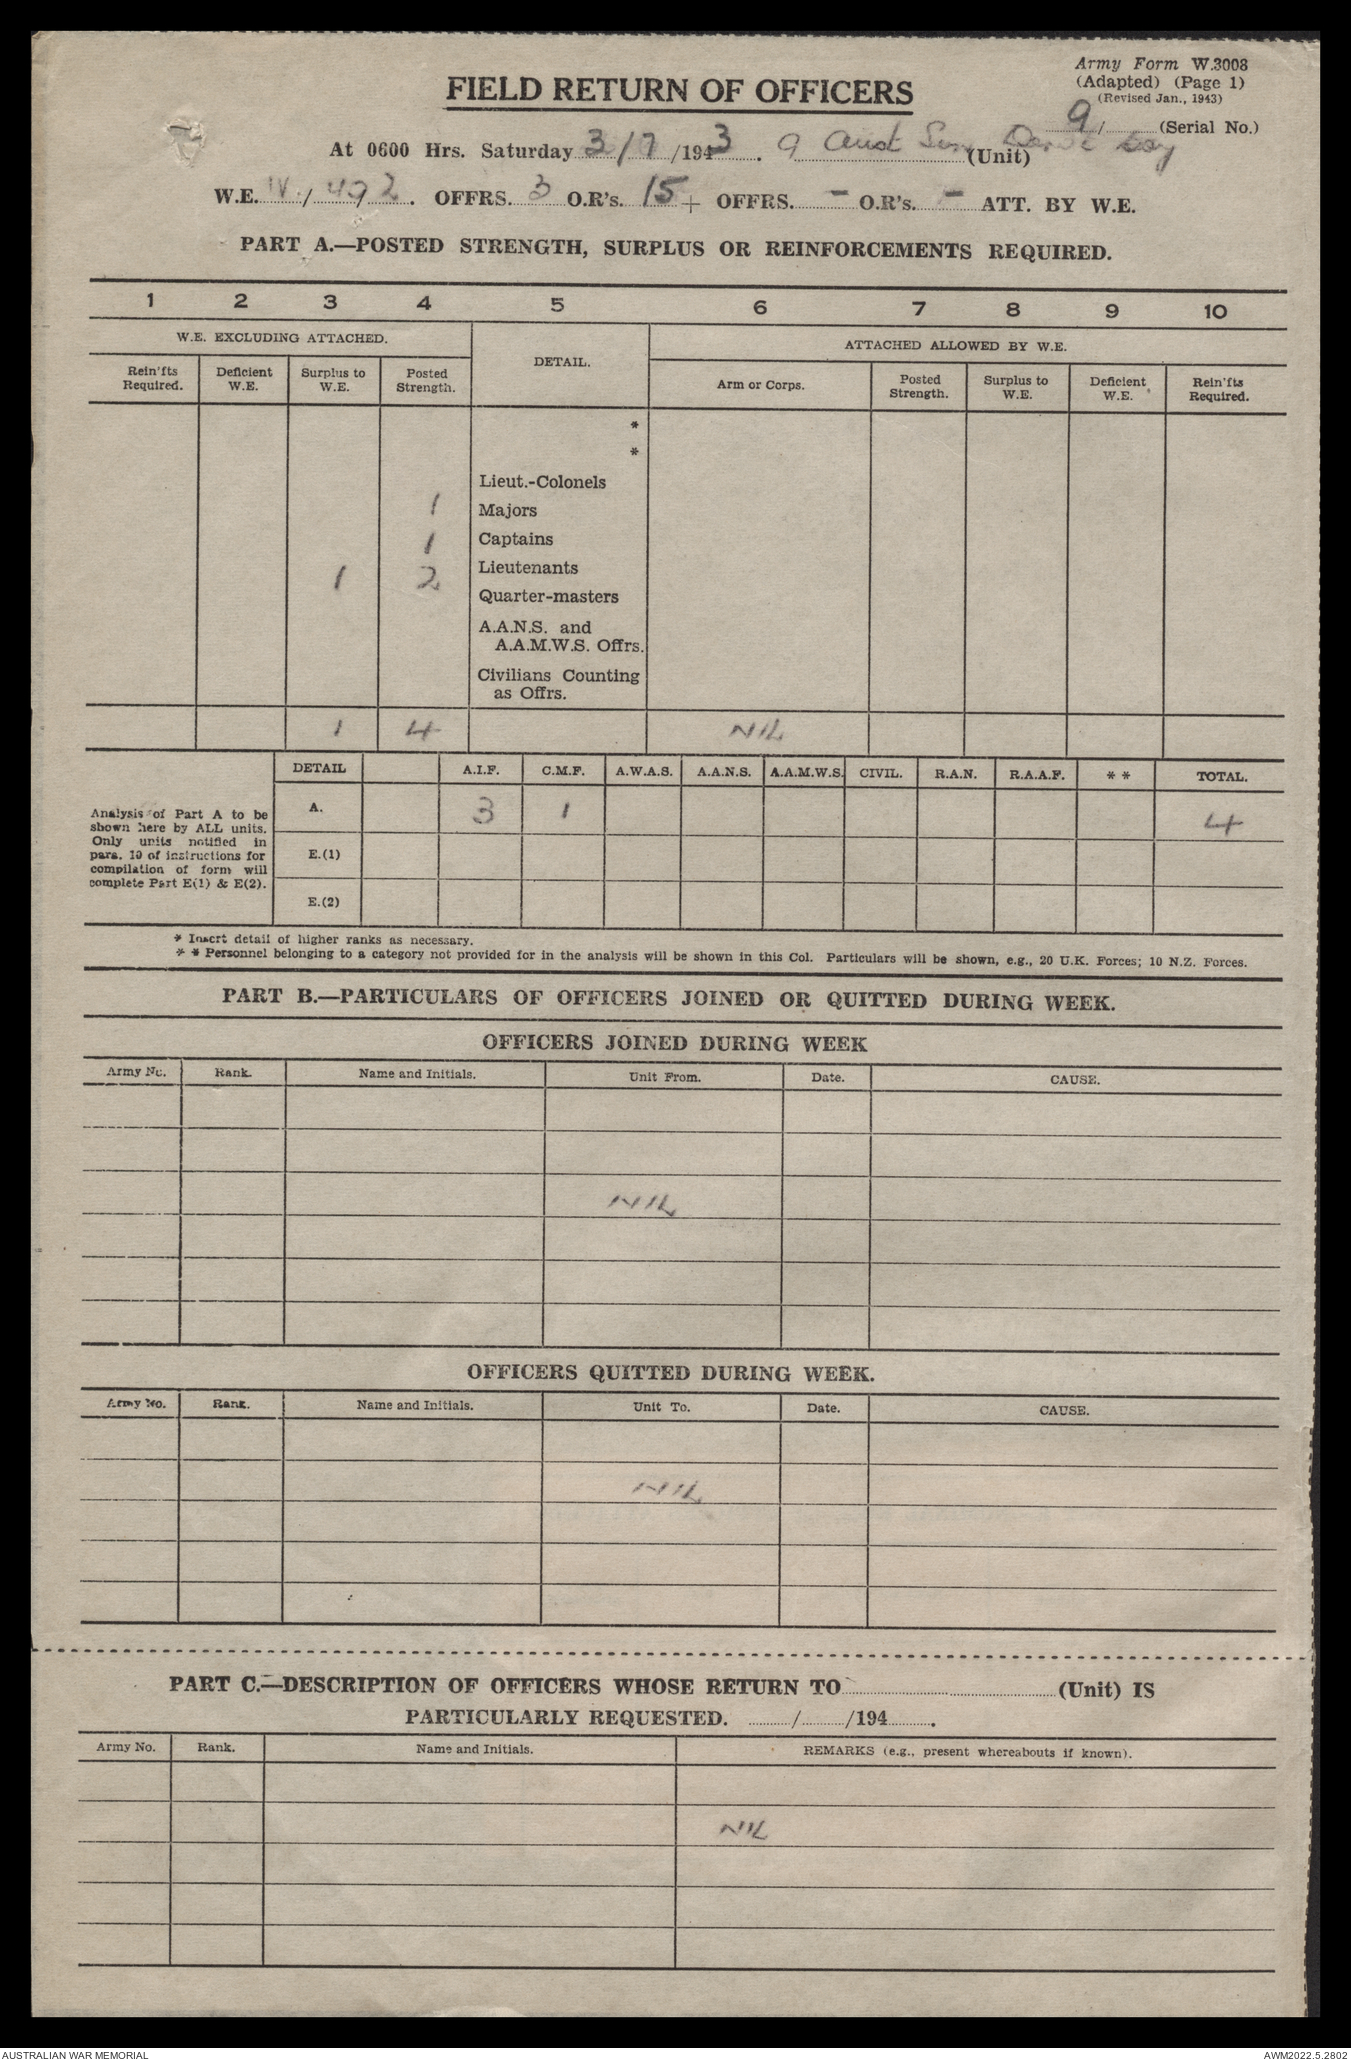 Army Form W.3008
(Adapted) (Page 1)
(Revised Jan., 1943)
FIELD RETURN OF OFFICERS
9/ (Serial No.)
At 0600 Hrs. Saturday 3/7/1943. 9 Aust (Unit)
W.E. IV/492. OFFRS. 3 O.R's. 15 + OFFRS. - O.R's. - ATT. BY W.E.
PART A.—POSTED STRENGTH, SURPLUS OR REINFORCEMENTS REQUIRED.
1 2 3 4 5 6 7 8 9 10
W.E. EXCLUDING ATTACHED. DETAIL. ATTACHED ALLOWED BY W.E.
Rein'fts Required. Deficient W.E. Surplus to W.E. Posted Strength. Arm or Corps. Posted Strength. Surplus to W.E. Deficient W.E. Rein'fts Required.
*
*
Lieut.-Colonels
1 Majors
1 Captains
1 2 Lieutenants
Quarter-masters
A.A.N.S. and
A.A.M.W.S. Offrs.
Civilians Counting
as Offrs.
1 4 NIL
DETAIL A.I.F. C.M.F. A.W.A.S. A.A.N.S. A.A.M.W.S. CIVIL. R.A.N. R.A.A.F. * * TOTAL.
Analysis of Part A to be
shown here by ALL units.
Only units notified in
para. 10 of instructions for
compilation of form will
complete Part E(1) & E(2).
A. 3 1 4
E.(1)
E.(2)
* Insert detail of higher ranks as necessary.
* * Personnel belonging to a category not provided for in the analysis will be shown in this Col. Particulars will be shown, e.g., 20 U.K. Forces; 10 N.Z. Forces.
PART B.—PARTICULARS OF OFFICERS JOINED OR QUITTED DURING WEEK.
OFFICERS JOINED DURING WEEK
Army No. Rank. Name and Initials. Unit From. Date. CAUSE.
NIL
OFFICERS QUITTED DURING WEEK.
Army No. Rank. Name and Initials. Unit To. Date. CAUSE.
NIL
PART C.—DESCRIPTION OF OFFICERS WHOSE RETURN TO (Unit) IS
PARTICULARLY REQUESTED. / /194 .
Army No. Rank. Name and Initials. REMARKS (e.g., present whereabouts if known).
NIL
AUSTRALIAN WAR MEMORIAL
AWM2022.5.2802